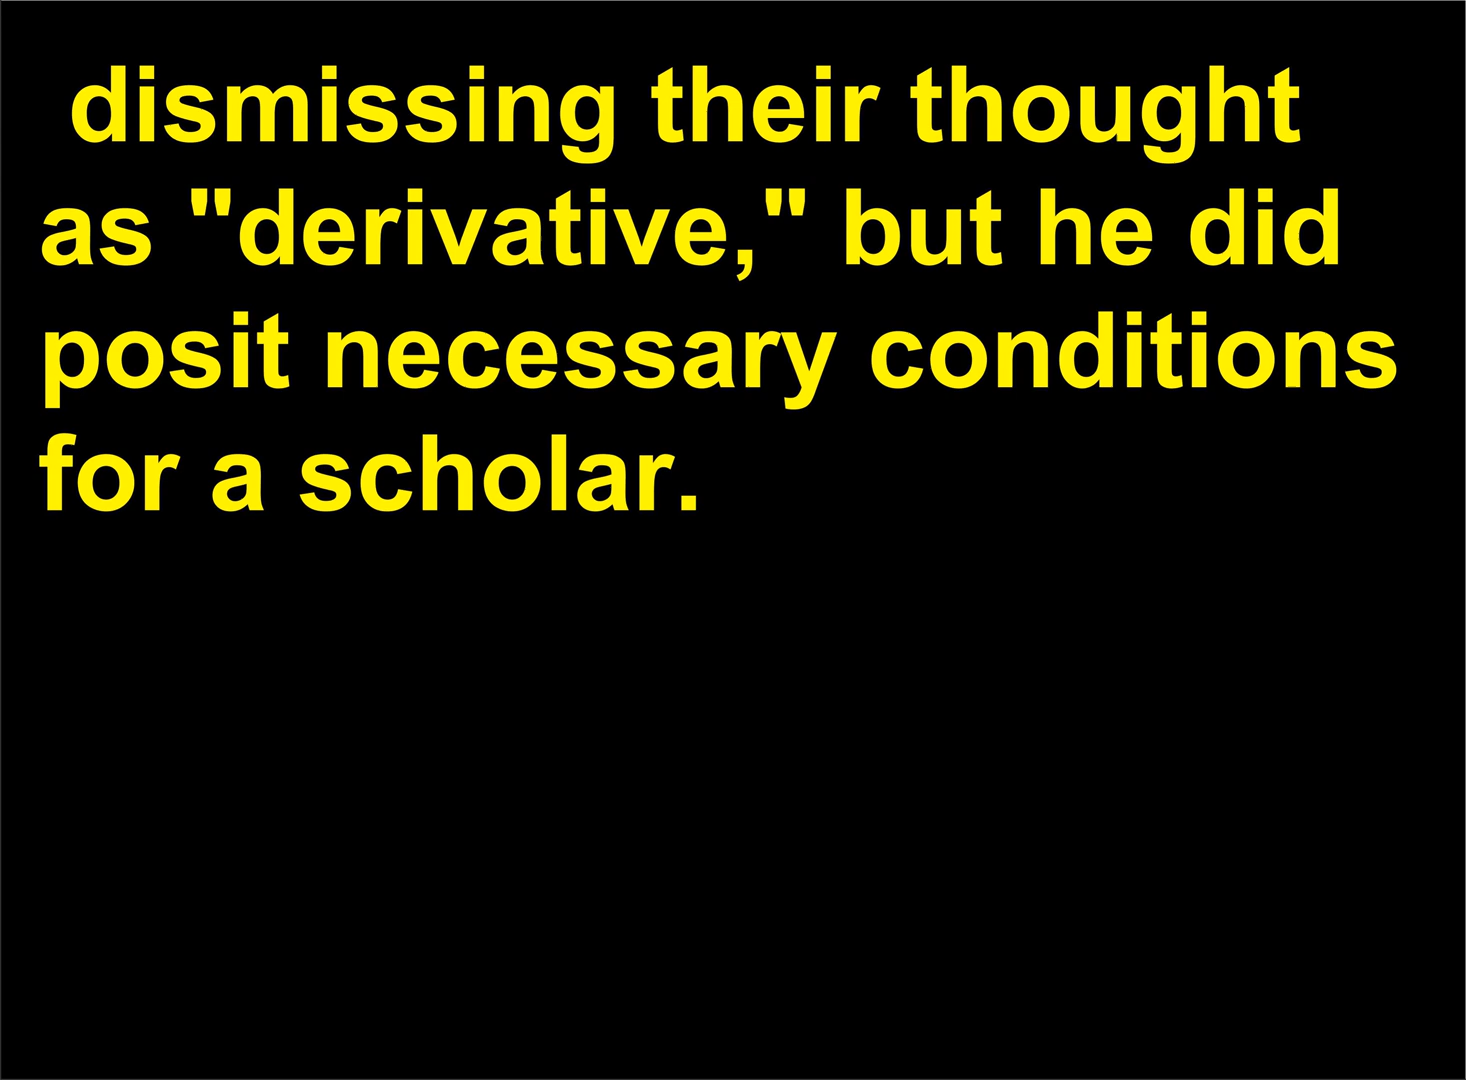 dismissing their thought
as "derivative," but he did
posit necessary conditions
for a scholar.